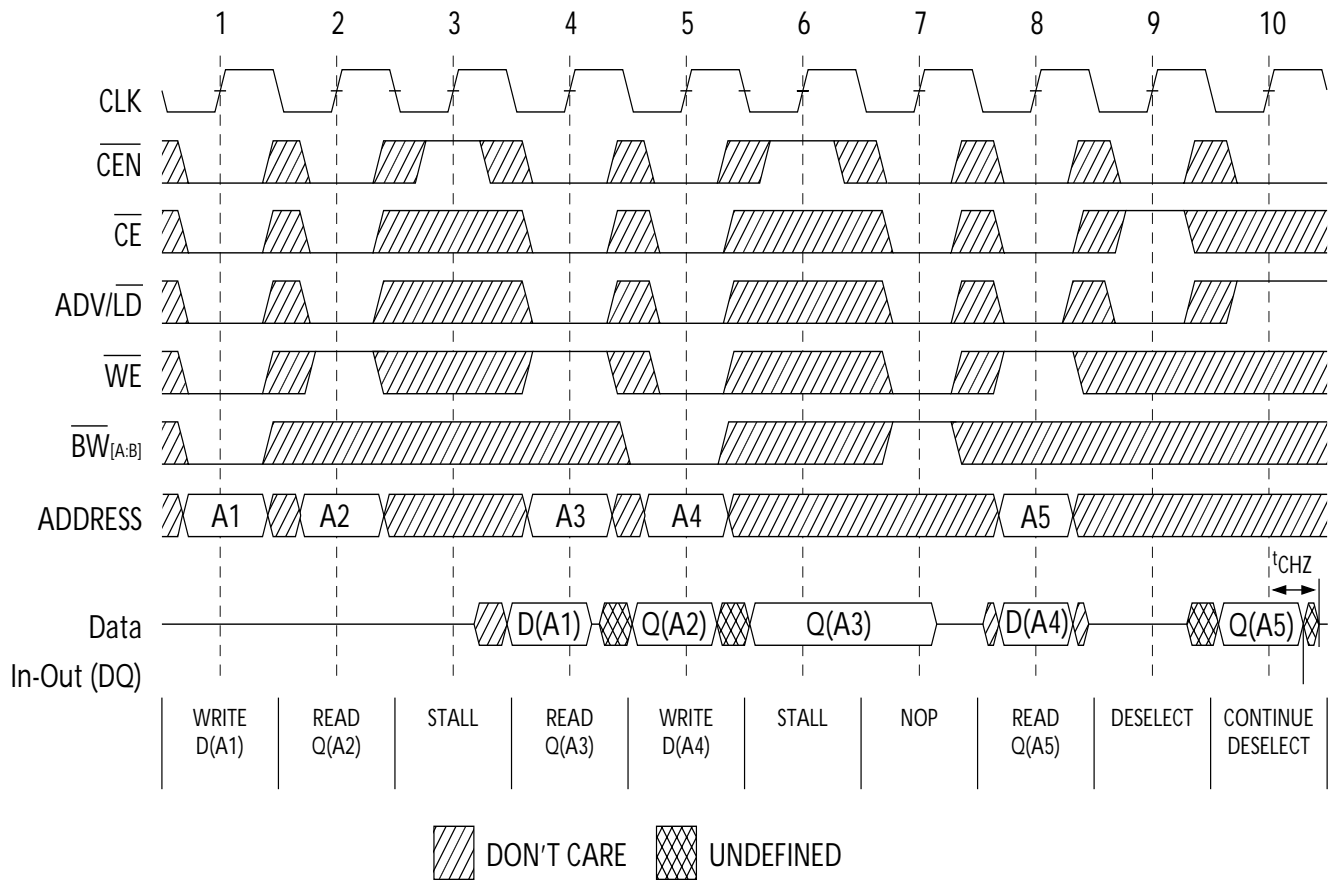 1 2 3 4 5 6 7 8 9 10
CLK
CEN
CE
ADV/LD
WE
BW[A:B]
ADDRESS A1 A2 A3 A4 A5
tCHZ
Data D(A1) Q(A2) Q(A3) D(A4) Q(A5)
In-Out (DQ)
WRITE READ STALL READ WRITE STALL NOP READ DESELECT CONTINUE
D(A1) Q(A2) Q(A3) D(A4) Q(A5) DESELECT
DON'T CARE UNDEFINED